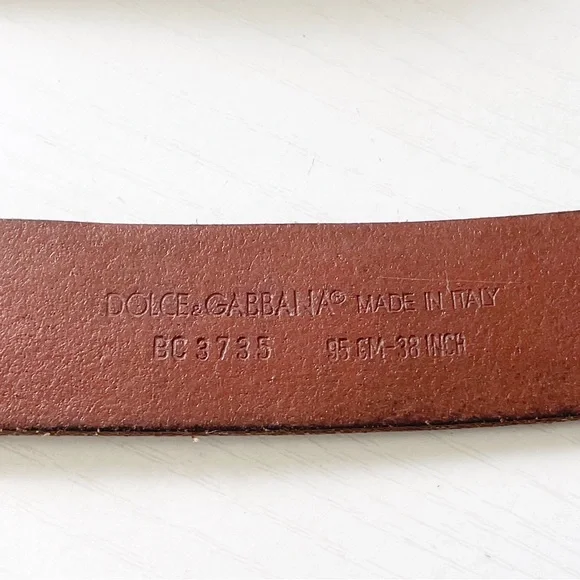 DOLCE&GABBANA® MADE IN ITALY
BC 3735 95 CM-38 INCH